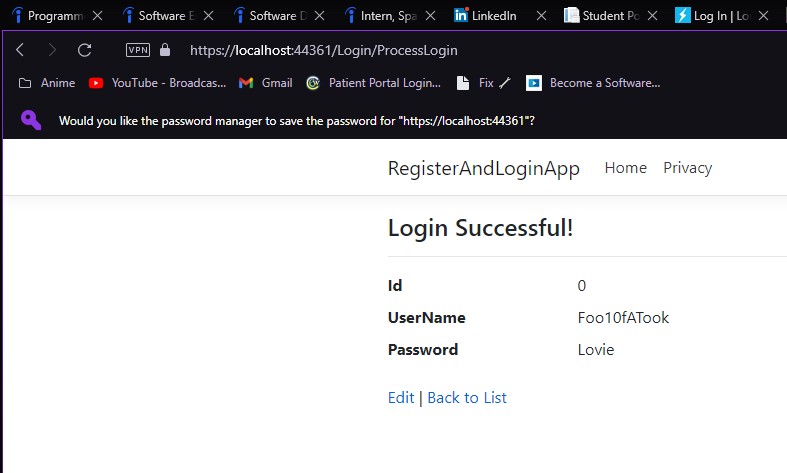 Programm
Software E
Software D
Intern, Spa
LinkedIn
Student Po
Log In | Lo
VPN
https://localhost:44361/Login/ProcessLogin
Anime
YouTube - Broadcas...
Gmail
Patient Portal Login...
Fix
Become a Software...
Would you like the password manager to save the password for "https://localhost:44361"?
RegisterAndLoginApp Home Privacy
Login Successful!
Id 0
UserName Foo10fATook
Password Lovie
Edit | Back to List